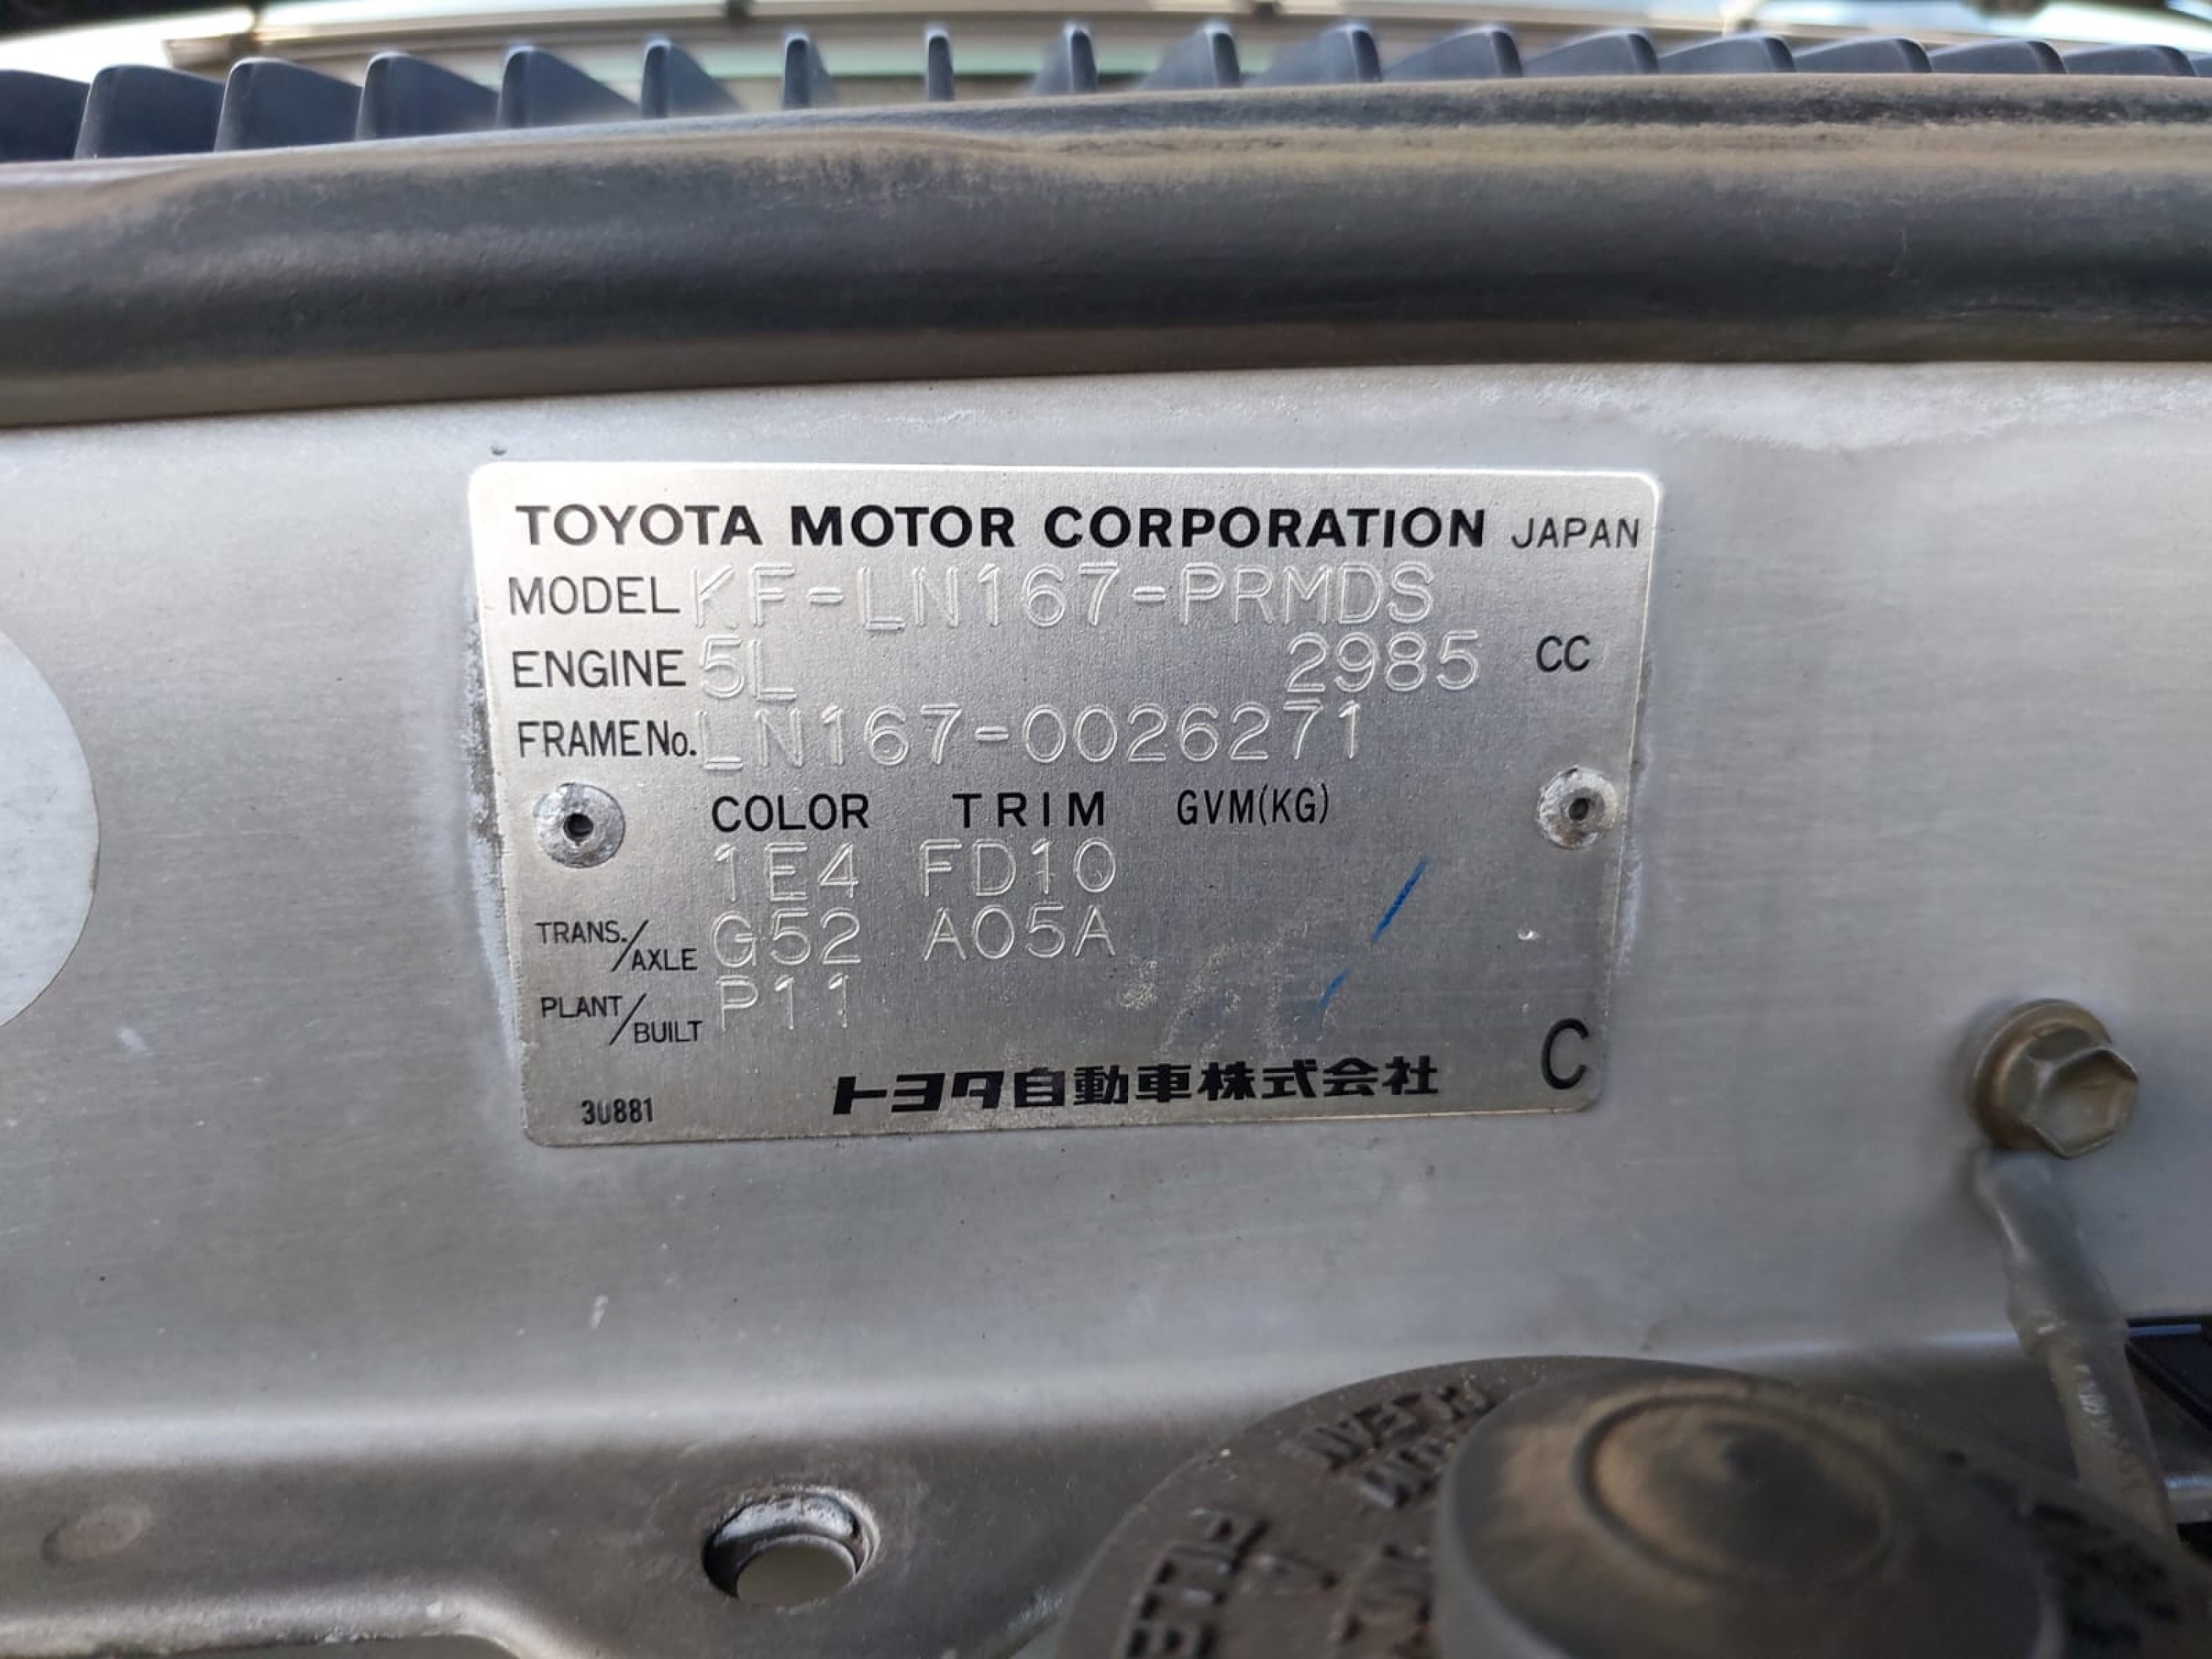 TOYOTA MOTOR CORPORATION JAPAN
MODEL KF-LN167-PRMDS
ENGINE 5L 2985 CC
FRAME No. LN167-0026271
COLOR TRIM GVM(KG)
1E4 FD10
TRANS./AXLE G52 A05A
PLANT/BUILT P11
トヨタ自動車株式会社 C
30881